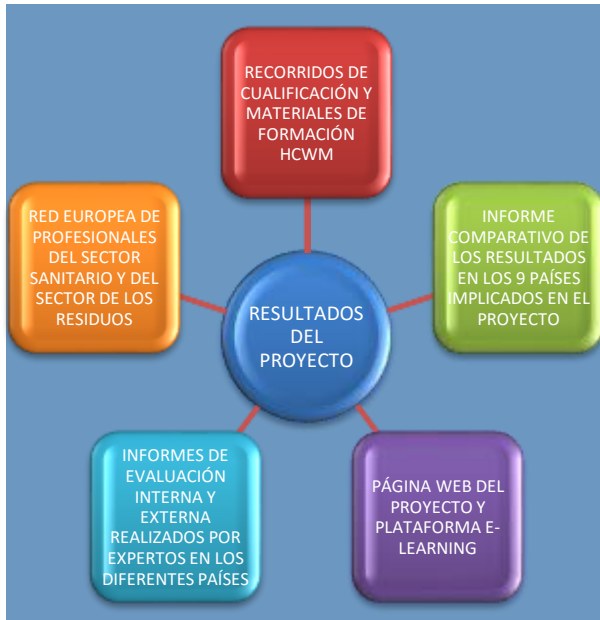 RECORRIDOS DE
CUALIFICACIÓN Y
MATERIALES DE
FORMACIÓN
HCWM
RED EUROPEA DE
PROFESIONALES
DEL SECTOR
SANITARIO Y DEL
SECTOR DE LOS
RESIDUOS
INFORME
COMPARATIVO DE
LOS RESULTADOS
EN LOS 9 PAÍSES
IMPLICADOS EN EL
PROYECTO
RESULTADOS
DEL
PROYECTO
INFORMES DE
EVALUACIÓN
INTERNA Y
EXTERNA
REALIZADOS POR
EXPERTOS EN LOS
DIFERENTES PAÍSES
PÁGINA WEB DEL
PROYECTO Y
PLATAFORMA E-
LEARNING